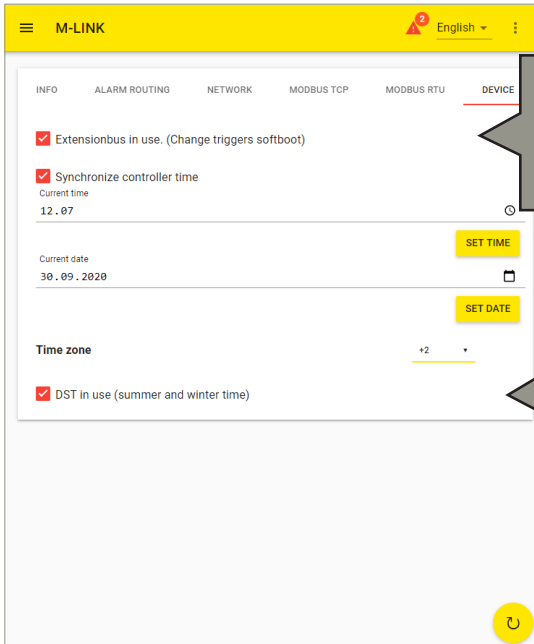 M-LINK
2
English
INFO ALARM ROUTING NETWORK MODBUS TCP MODBUS RTU DEVICE
Extensionbus in use. (Change triggers softboot)
Synchronize controller time
Current time
12.07
SET TIME
Current date
30.09.2020
SET DATE
Time zone +2
DST in use (summer and winter time)